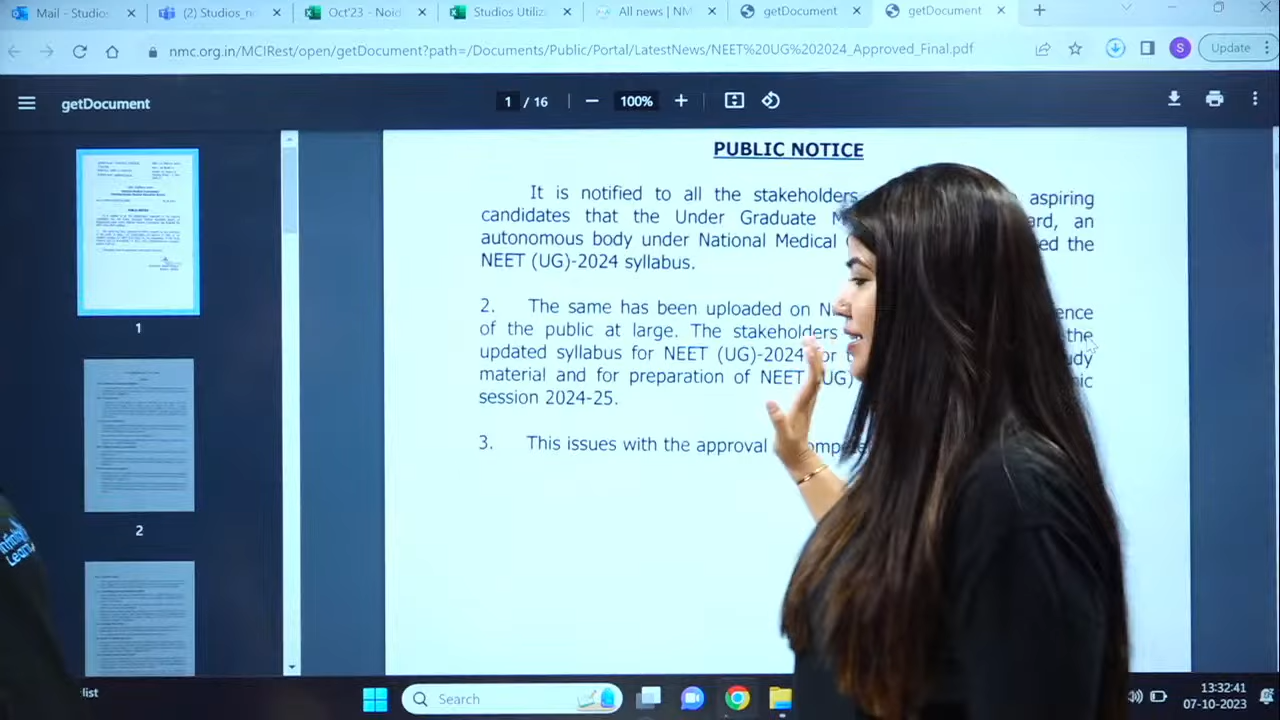 Mail - Studios
(2) Studios_n
Oct'23 - Noid
Studios Utiliz
All news | NM
getDocument
getDocument
nmc.org.in/MCIRest/open/getDocument?path=/Documents/Public/Portal/LatestNews/NEET%20UG%202024_Approved_Final.pdf
S
Update
getDocument
1 / 16
100%
PUBLIC NOTICE
It notified to all the stakeholders aspiring
candidates that the Under Graduate d, an
autonomous body under National Medical ed the
NEET (UG)-2024 syllabus.
2. The same has been uploaded on ence
of the public at large. The stakeholders the
updated syllabus for NEET (UG)-2024 for udy
material and for preparation of NEET G) nic
session 2024-25.
3. This issues with the approval
1
2
Infinity
Learn
list
Search
13:32:41
07-10-2023